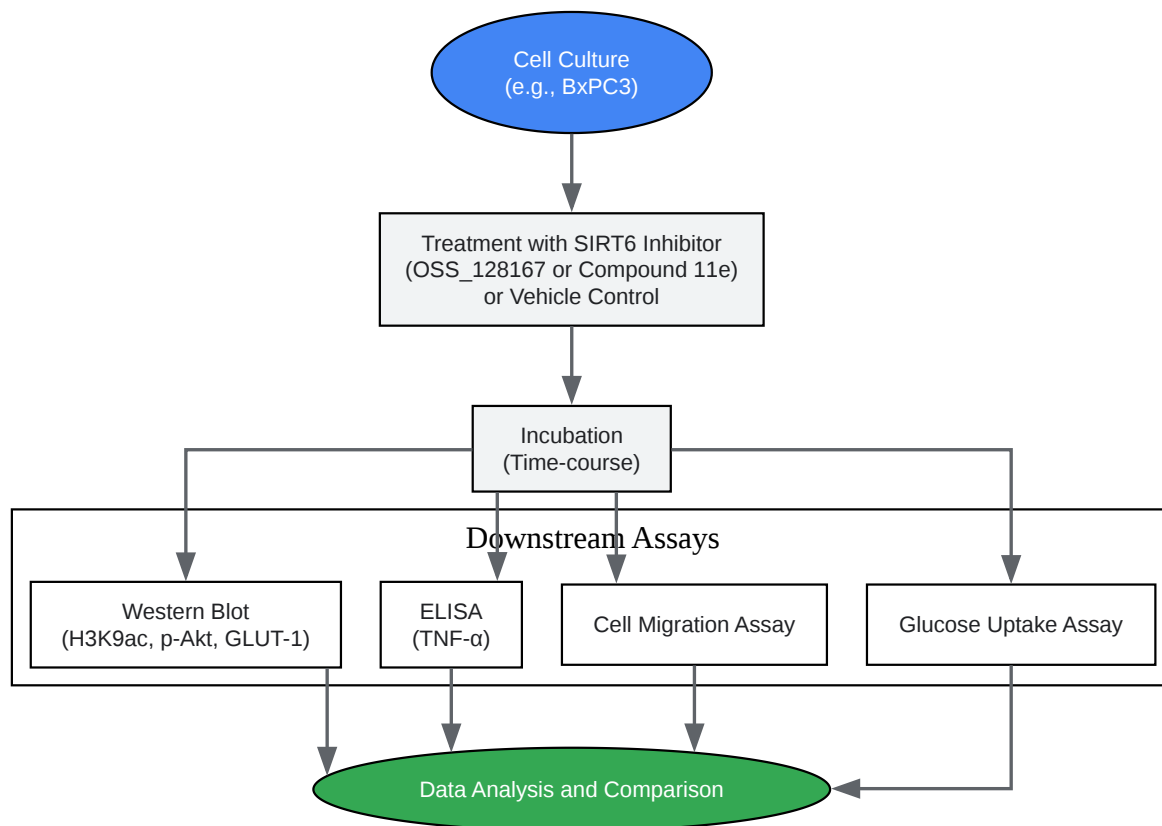 Cell Culture
(e.g., BxPC3)
Treatment with SIRT6 Inhibitor
(OSS_128167 or Compound 11e)
or Vehicle Control
Incubation
(Time-course)
Downstream Assays
Western Blot
(H3K9ac, p-Akt, GLUT-1)
ELISA
(TNF-α)
Cell Migration Assay
Glucose Uptake Assay
Data Analysis and Comparison